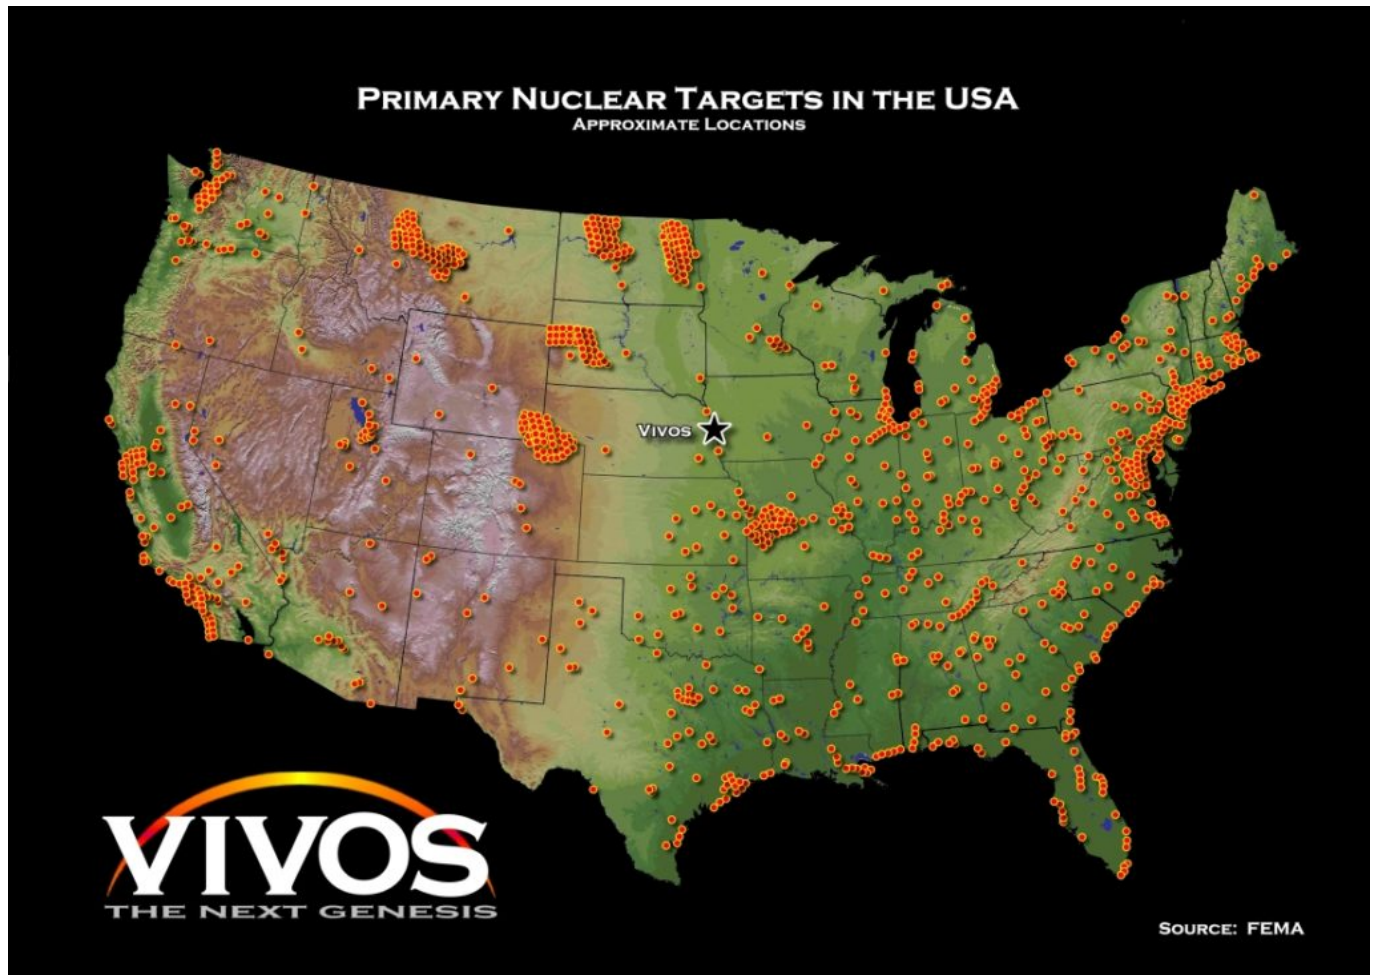 Primary Nuclear Targets in the USA
Approximate Locations
Vivos
VIVOS
The Next Genesis
Source: FEMA